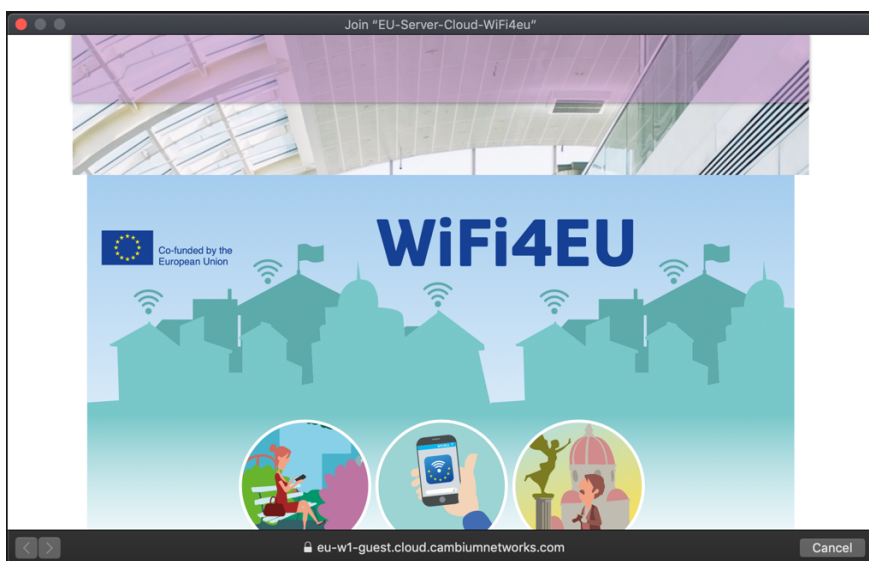 Join “EU-Server-Cloud-WiFi4eu”
WiFi4EU
Co-funded by the
European Union
eu-w1-guest.cloud.cambiumnetworks.com
Cancel